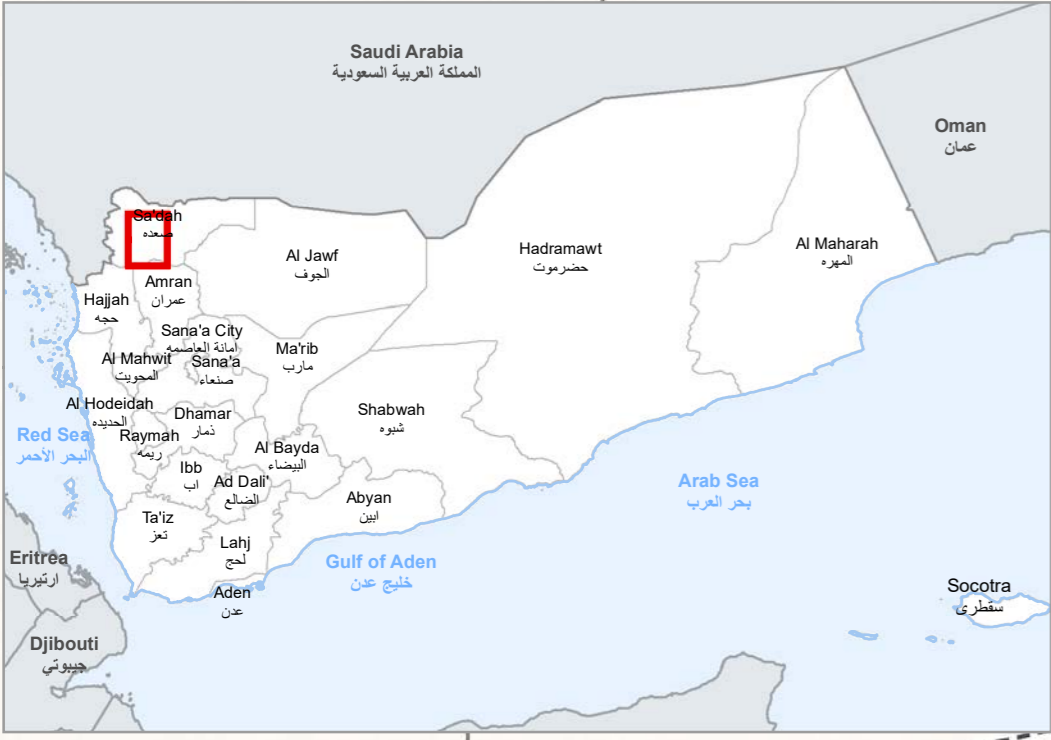 Saudi Arabia
المملكة العربية السعودية
Oman
عمان
Sa'dah
صعده
Al Jawf
الجوف
Hadramawt
حضرموت
Al Maharah
المهره
Amran
عمران
Hajjah
حجه
Sana'a City
أمانة العاصمه
Al Mahwit
المحويت
Sana'a
صنعاء
Ma'rib
مارب
Al Hodeidah
الحديده
Dhamar
ذمار
Shabwah
شبوه
Red Sea
البحر الأحمر
Raymah
ريمه
Al Bayda
البيضاء
Ibb
اب
Ad Dali'
الضالع
Arab Sea
بحر العرب
Abyan
ابين
Ta'iz
تعز
Lahj
لحج
Eritrea
ارتيريا
Gulf of Aden
خليج عدن
Aden
عدن
Socotra
سقطرى
Djibouti
جيبوتي